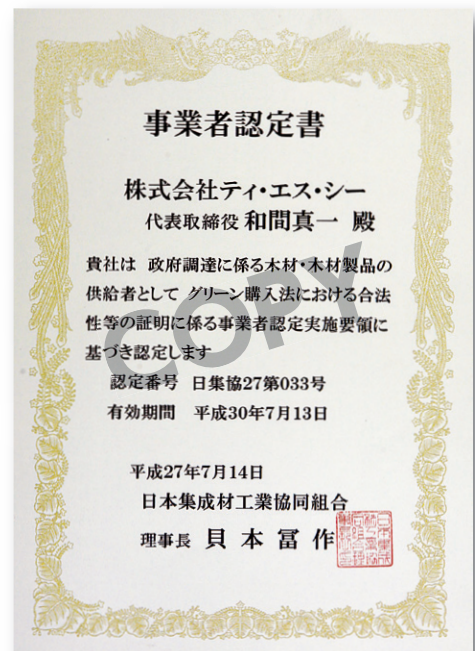 事業者認定書
株式会社ティ・エス・シー
代表取締役 和間真一 殿
貴社は 政府調達に係る木材・木材製品の
供給者として グリーン購入法における合法
性等の証明に係る事業者認定実施要領に
基づき認定します
認定番号 日集協27第033号
有効期間 平成30年7月13日
平成27年7月14日
日本集成材工業協同組合
理事長 貝本冨作
COPY